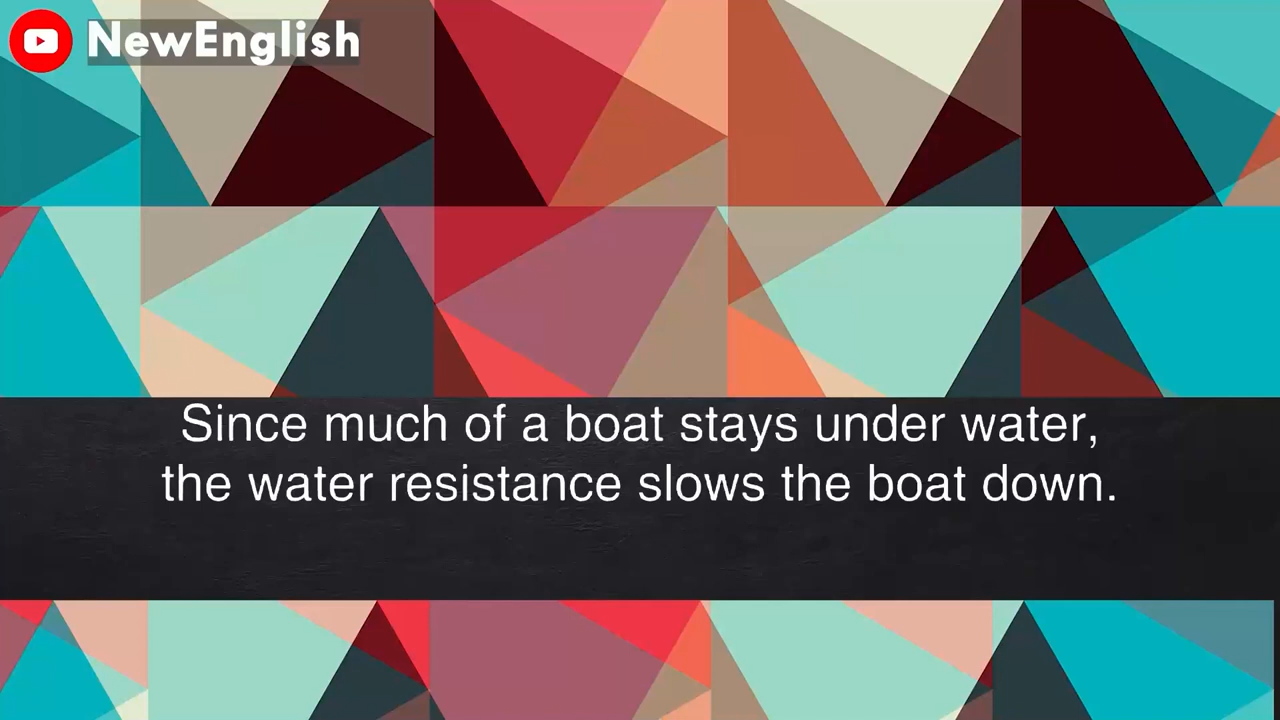 NewEnglish
Since much of a boat stays under water,
the water resistance slows the boat down.